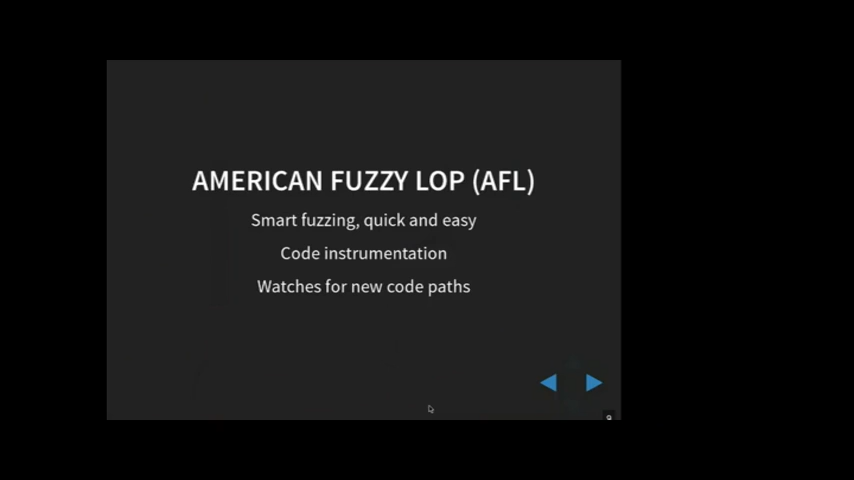 AMERICAN FUZZY LOP (AFL)
Smart fuzzing, quick and easy
Code instrumentation
Watches for new code paths